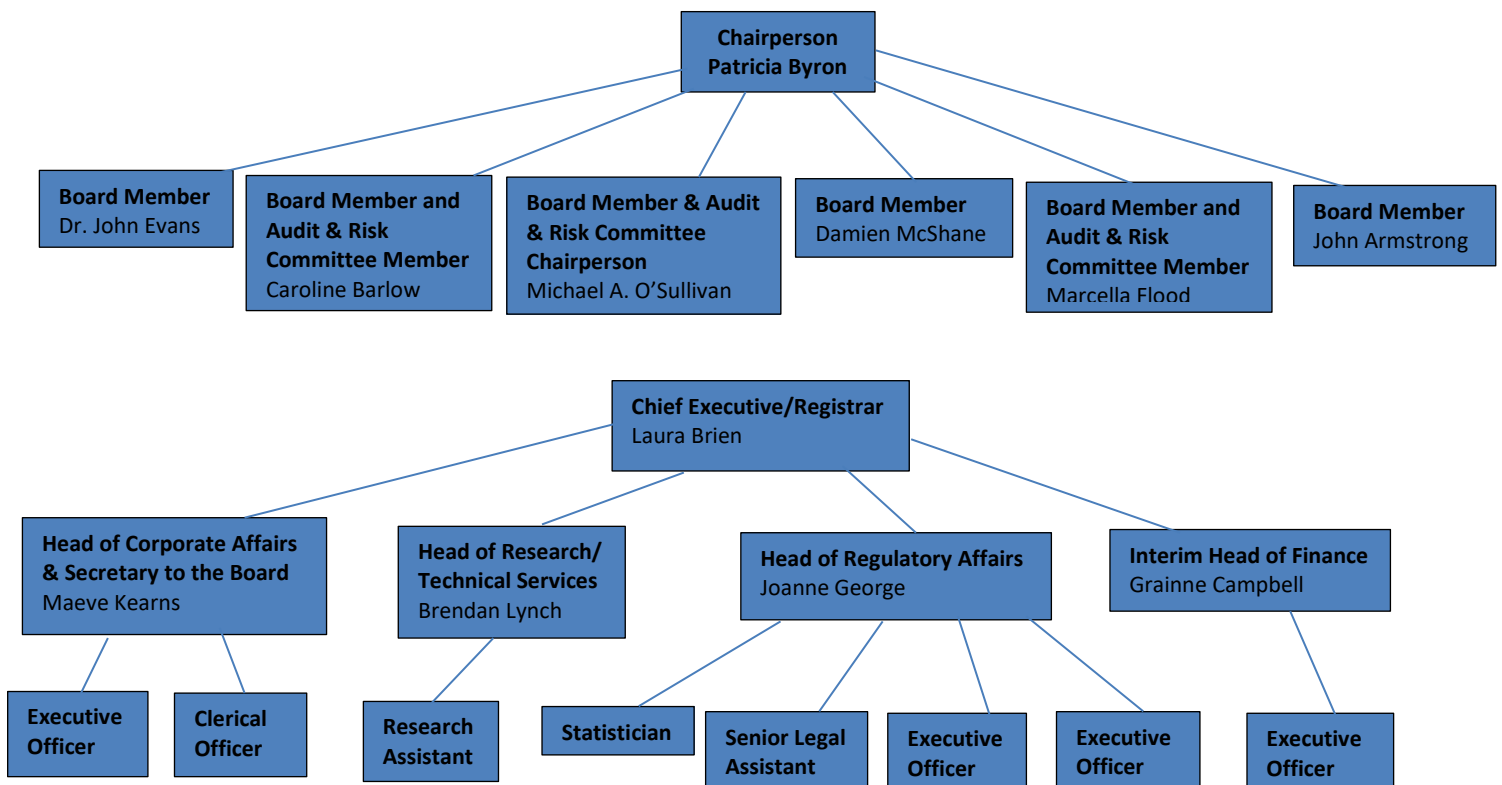 Chairperson
Patricia Byron
Board Member
Dr. John Evans
Board Member and
Audit & Risk
Committee Member
Caroline Barlow
Board Member & Audit
& Risk Committee
Chairperson
Michael A. O’Sullivan
Board Member
Damien McShane
Board Member and
Audit & Risk
Committee Member
Marcella Flood
Board Member
John Armstrong
Chief Executive/Registrar
Laura Brien
Head of Corporate Affairs
& Secretary to the Board
Maeve Kearns
Head of Research/
Technical Services
Brendan Lynch
Head of Regulatory Affairs
Joanne George
Interim Head of Finance
Grainne Campbell
Executive
Officer
Clerical
Officer
Research
Assistant
Statistician
Senior Legal
Assistant
Executive
Officer
Executive
Officer
Executive
Officer